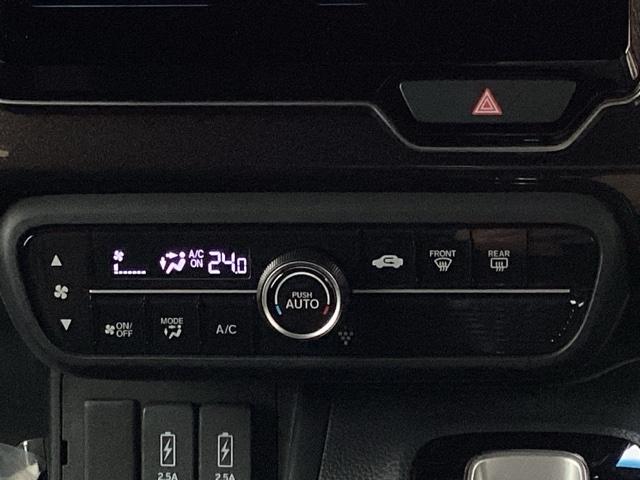 A/C
ON
24.0
FRONT
REAR
PUSH
AUTO
ON/
OFF
MODE
A/C
2.5A
2.5A